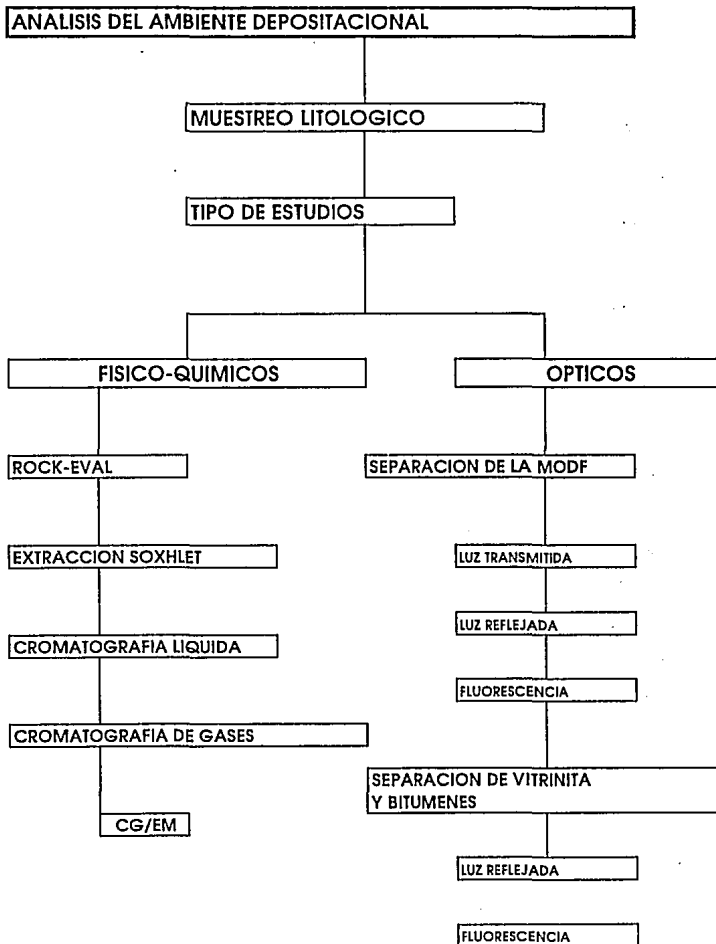 ANALISIS DEL AMBIENTE DEPOSITACIONAL
MUESTREO LITOLOGICO
TIPO DE ESTUDIOS
FISICO-QUIMICOS
ROCK-EVAL
EXTRACCION SOXHLET
CROMATOGRAFIA LIQUIDA
CROMATOGRAFIA DE GASES
CG/EM
OPTICOS
SEPARACION DE LA MODF
LUZ TRANSMITIDA
LUZ REFLEJADA
FLUORESCENCIA
SEPARACION DE VITRINITA
Y BITUMENES
LUZ REFLEJADA
FLUORESCENCIA